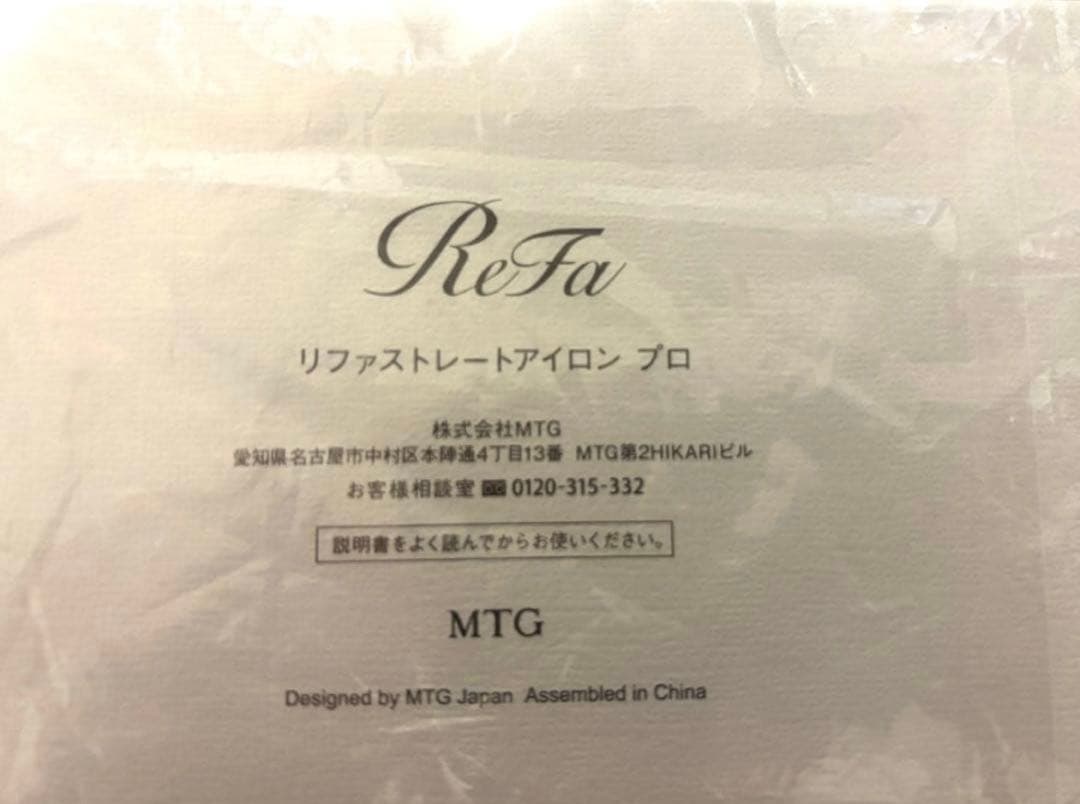 ReFa
リファストレートアイロン プロ
株式会社MTG
愛知県名古屋市中村区本陣通4丁目13番 MTG第2HIKARIビル
お客様相談室 0120-315-332
説明書をよく読んでからお使いください。
MTG
Designed by MTG Japan Assembled in China